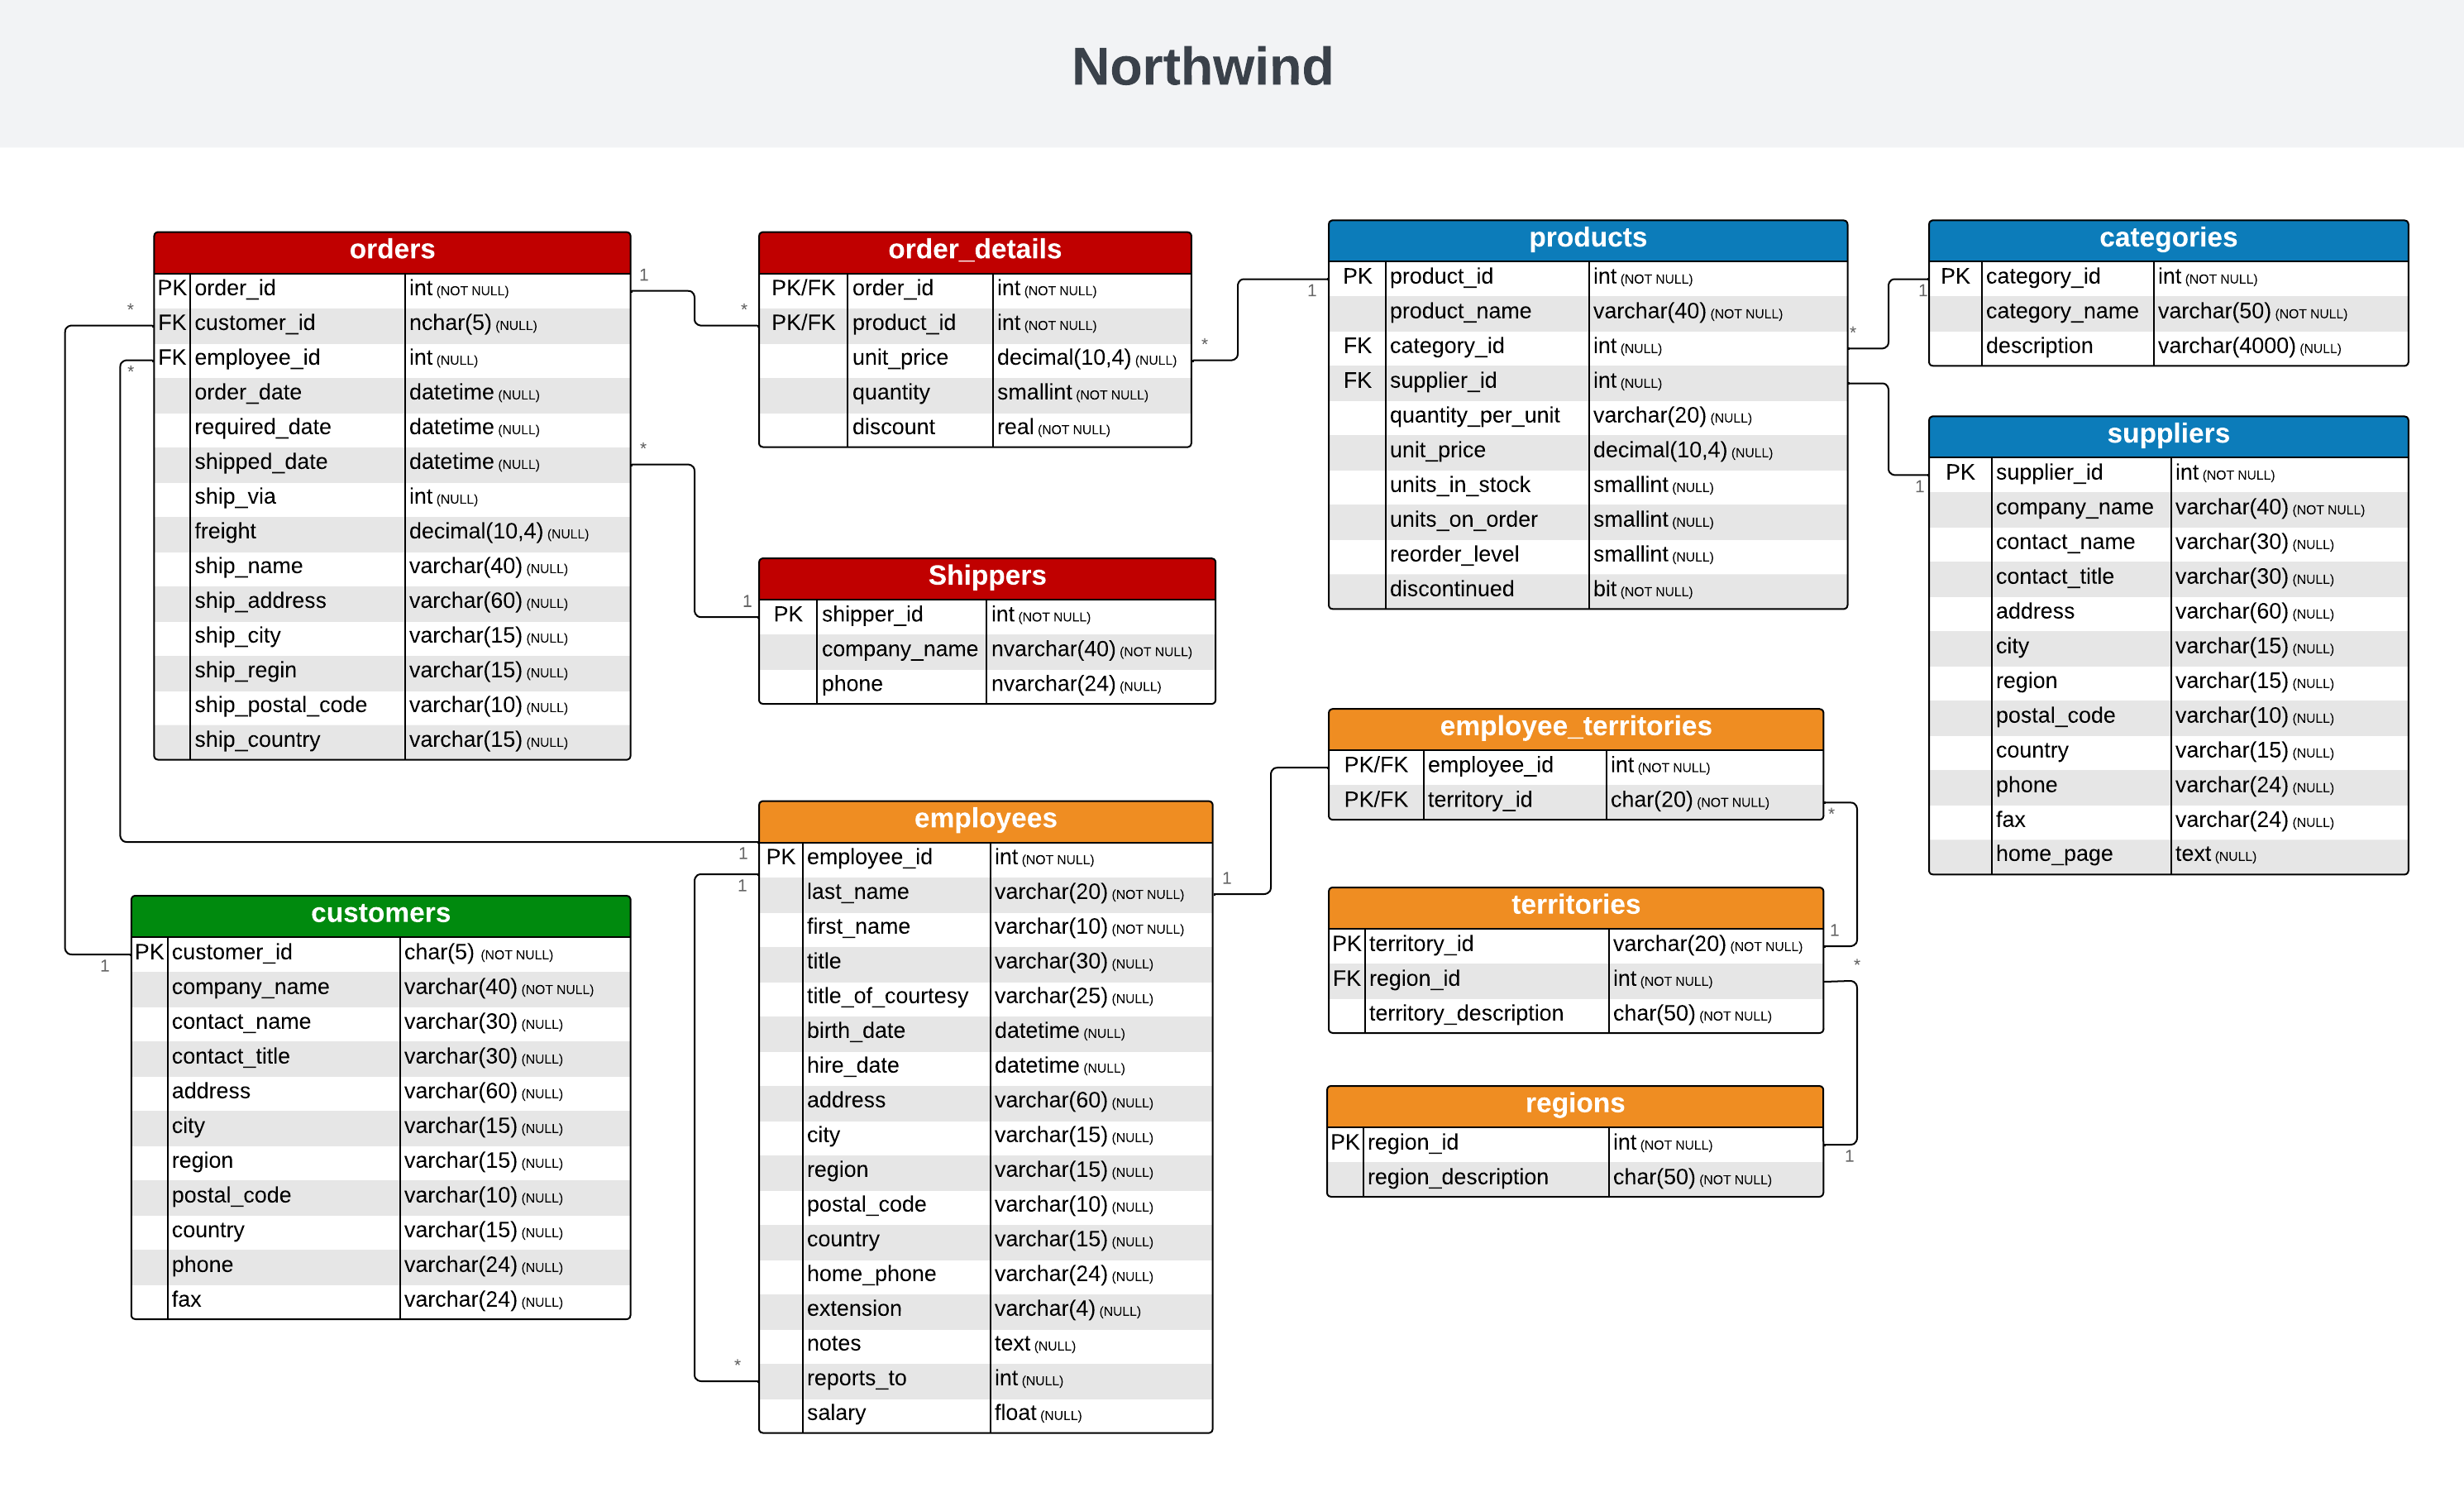 Northwind
orders
PK order_id int (NOT NULL)
FK customer_id nchar(5) (NULL)
FK employee_id int (NULL)
order_date datetime (NULL)
required_date datetime (NULL)
shipped_date datetime (NULL)
ship_via int (NULL)
freight decimal(10,4) (NULL)
ship_name varchar(40) (NULL)
ship_address varchar(60) (NULL)
ship_city varchar(15) (NULL)
ship_regin varchar(15) (NULL)
ship_postal_code varchar(10) (NULL)
ship_country varchar(15) (NULL)
*
*
1
*
order_details
PK/FK order_id int (NOT NULL)
PK/FK product_id int (NOT NULL)
unit_price decimal(10,4) (NULL)
quantity smallint (NOT NULL)
discount real (NOT NULL)
*
*
Shippers
PK shipper_id int (NOT NULL)
company_name nvarchar(40) (NOT NULL)
phone nvarchar(24) (NULL)
1
products
PK product_id int (NOT NULL)
product_name varchar(40) (NOT NULL)
FK category_id int (NULL)
FK supplier_id int (NULL)
quantity_per_unit varchar(20) (NULL)
unit_price decimal(10,4) (NULL)
units_in_stock smallint (NULL)
units_on_order smallint (NULL)
reorder_level smallint (NULL)
discontinued bit (NOT NULL)
1
*
categories
PK category_id int (NOT NULL)
category_name varchar(50) (NOT NULL)
description varchar(4000) (NULL)
1
suppliers
PK supplier_id int (NOT NULL)
company_name varchar(40) (NOT NULL)
contact_name varchar(30) (NULL)
contact_title varchar(30) (NULL)
address varchar(60) (NULL)
city varchar(15) (NULL)
region varchar(15) (NULL)
postal_code varchar(10) (NULL)
country varchar(15) (NULL)
phone varchar(24) (NULL)
fax varchar(24) (NULL)
home_page text (NULL)
1
customers
PK customer_id char(5) (NOT NULL)
company_name varchar(40) (NOT NULL)
contact_name varchar(30) (NULL)
contact_title varchar(30) (NULL)
address varchar(60) (NULL)
city varchar(15) (NULL)
region varchar(15) (NULL)
postal_code varchar(10) (NULL)
country varchar(15) (NULL)
phone varchar(24) (NULL)
fax varchar(24) (NULL)
1
employees
PK employee_id int (NOT NULL)
last_name varchar(20) (NOT NULL)
first_name varchar(10) (NOT NULL)
title varchar(30) (NULL)
title_of_courtesy varchar(25) (NULL)
birth_date datetime (NULL)
hire_date datetime (NULL)
address varchar(60) (NULL)
city varchar(15) (NULL)
region varchar(15) (NULL)
postal_code varchar(10) (NULL)
country varchar(15) (NULL)
home_phone varchar(24) (NULL)
extension varchar(4) (NULL)
notes text (NULL)
reports_to int (NULL)
salary float (NULL)
1
1
1
*
employee_territories
PK/FK employee_id int (NOT NULL)
PK/FK territory_id char(20) (NOT NULL)
*
territories
PK territory_id varchar(20) (NOT NULL)
FK region_id int (NOT NULL)
territory_description char(50) (NOT NULL)
1
*
regions
PK region_id int (NOT NULL)
region_description char(50) (NOT NULL)
1